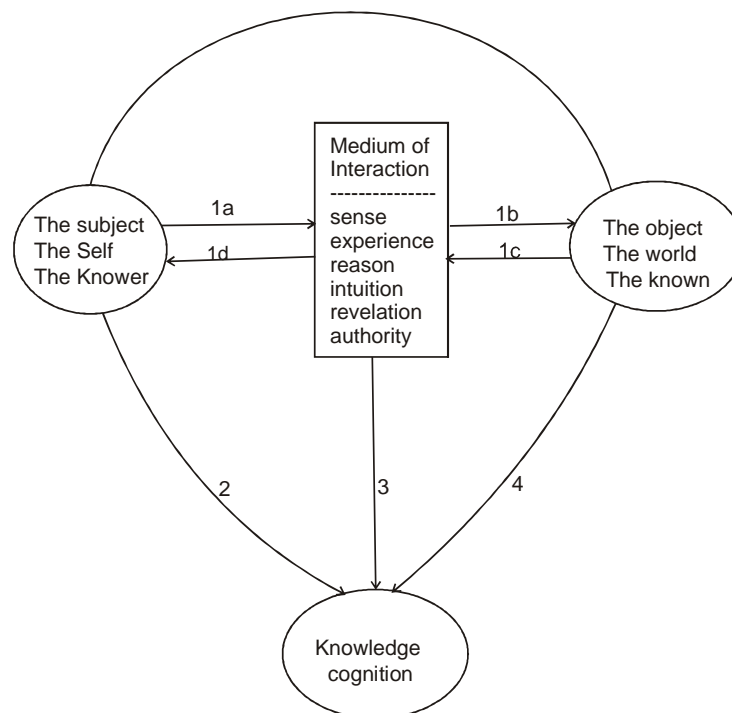 Medium of
Interaction
---------------
sense
experience
reason
intuition
revelation
authority
The subject
The Self
The Knower
1a
1d
1b
1c
The object
The world
The known
2
3
4
Knowledge
cognition